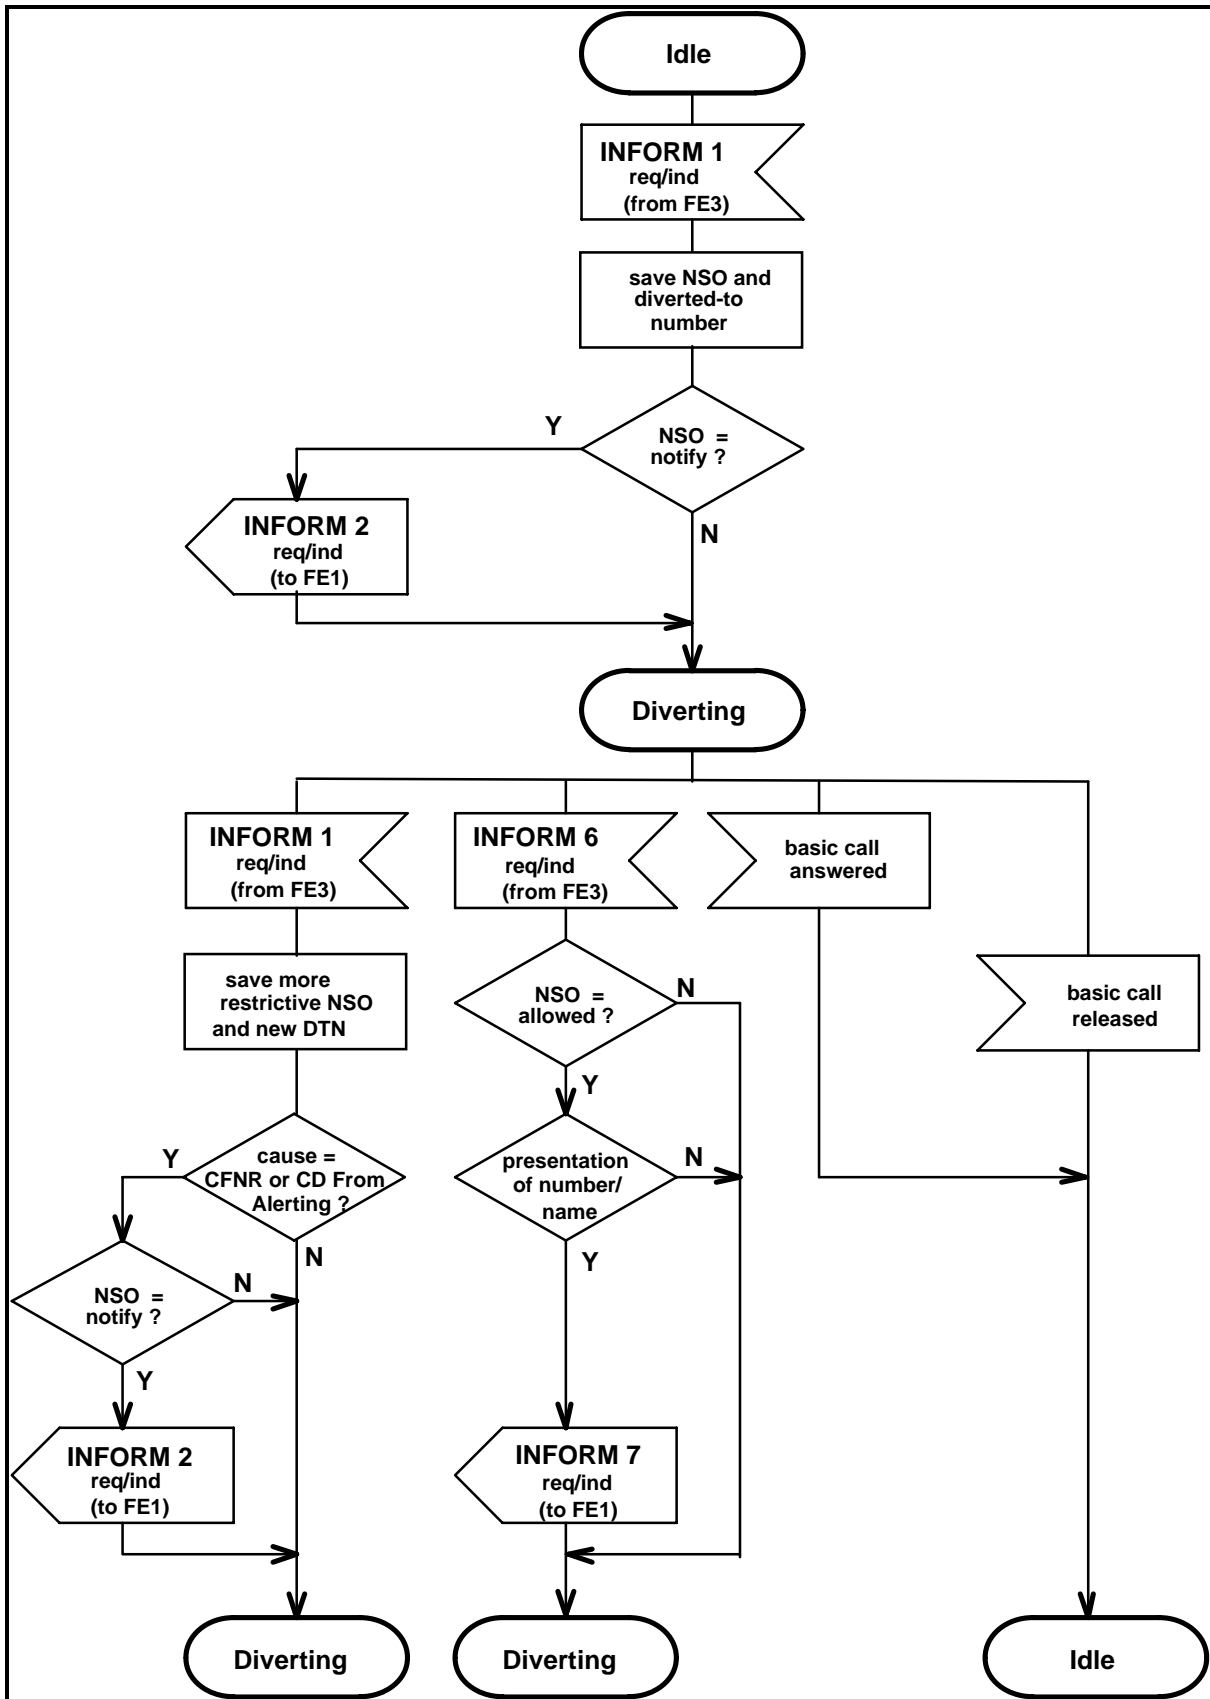 Idle
INFORM 1
req/ind
(from FE3)
save NSO and
diverted-to
number
Y
NSO =
notify ?
N
INFORM 2
req/ind
(to FE1)
Diverting
INFORM 1
req/ind
(from FE3)
INFORM 6
req/ind
(from FE3)
basic call
answered
save more
restrictive NSO
and new DTN
NSO =
allowed ?
N
Y
basic call
released
Y
cause =
CFNR or CD From
Alerting ?
N
presentation
of number/
name
N
Y
NSO =
notify ?
N
Y
INFORM 2
req/ind
(to FE1)
INFORM 7
req/ind
(to FE1)
Diverting
Diverting
Idle